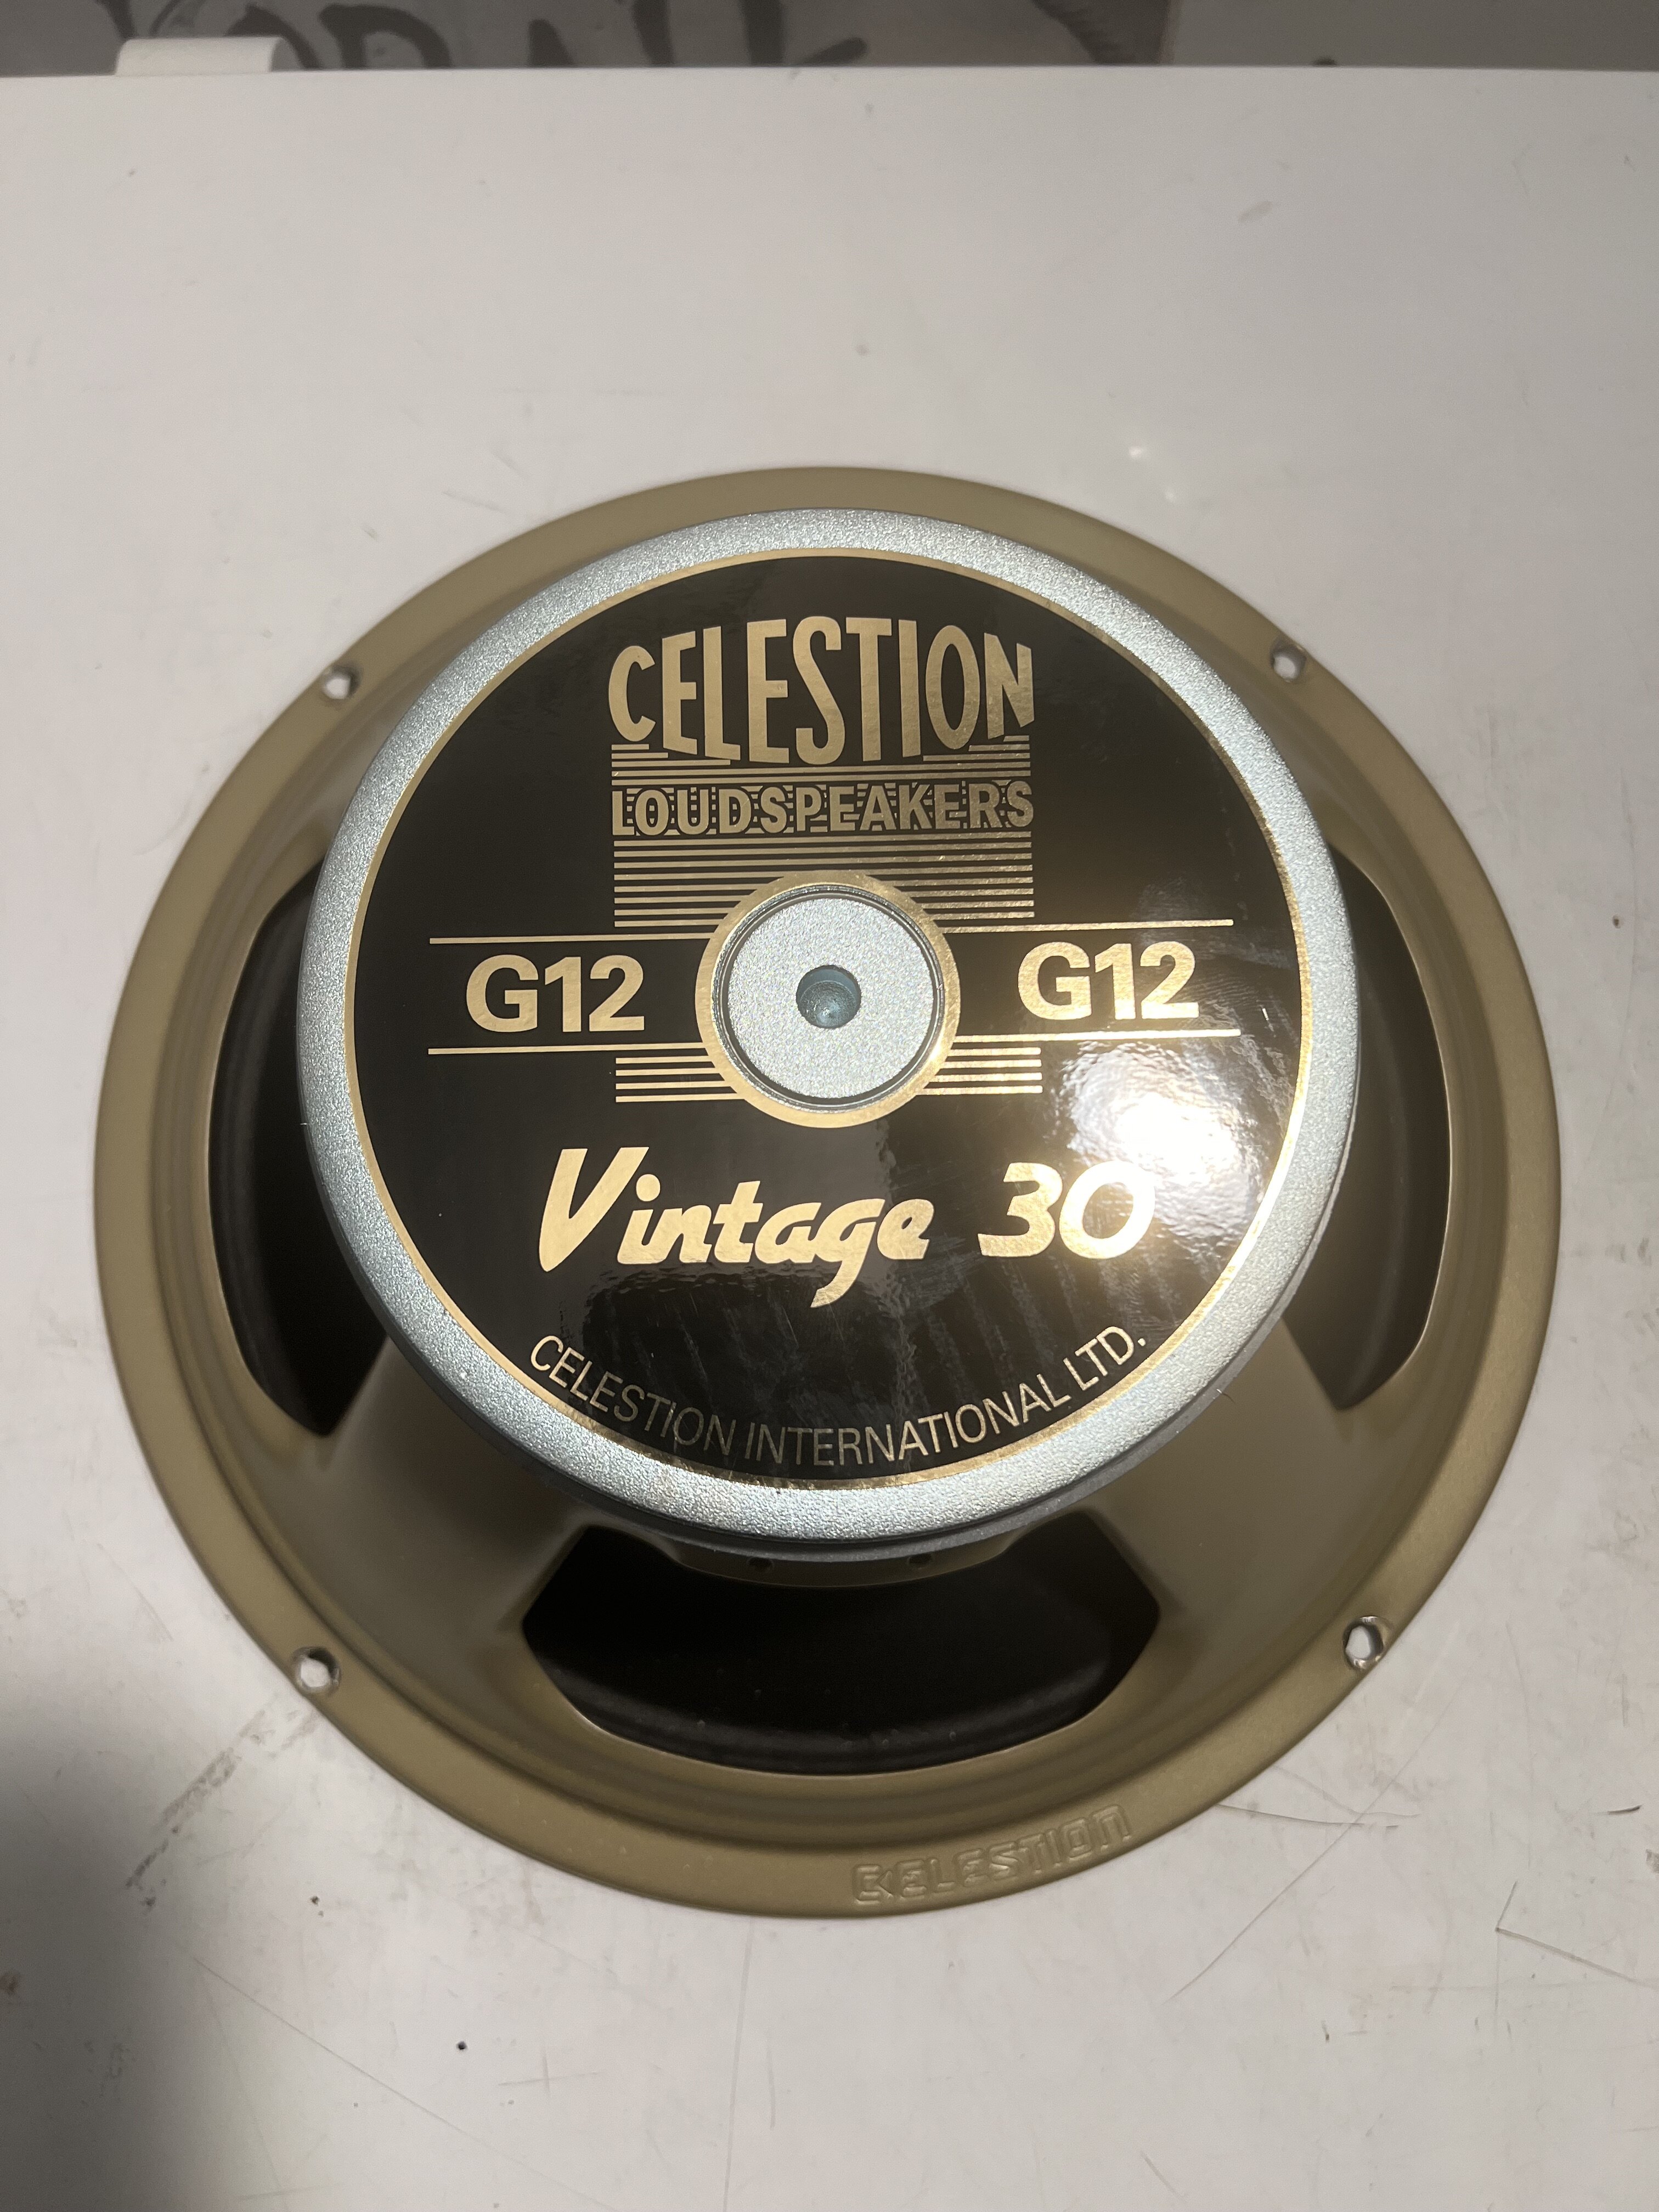 CELESTION
LOUDSPEAKERS
G12 G12
Vintage 30
CELESTION INTERNATIONAL LTD.
CELESTION